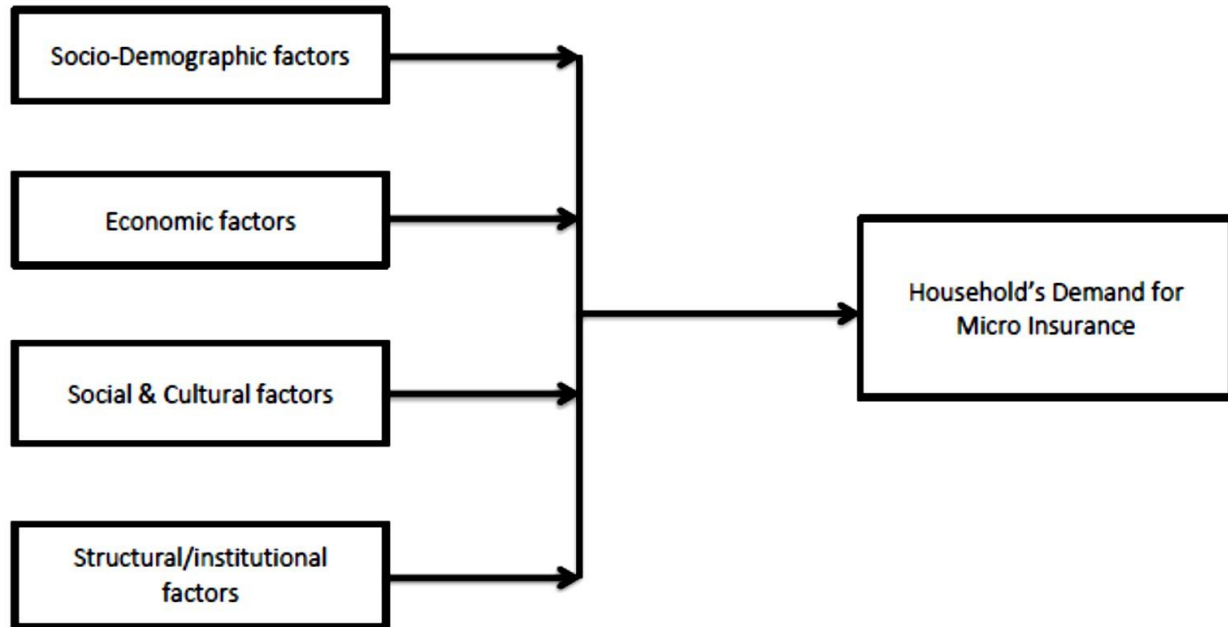 Socio-Demographic factors
Economic factors
Social & Cultural factors
Structural/institutional
factors
Household’s Demand for
Micro Insurance